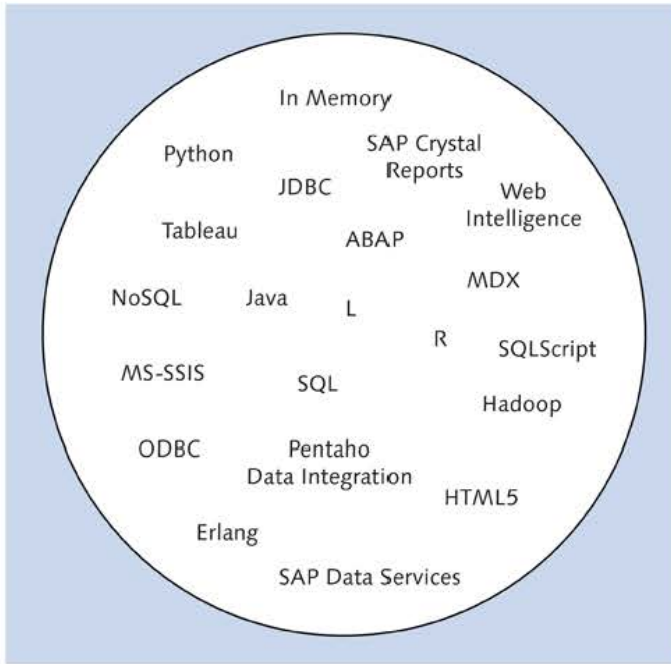 In Memory
Python
SAP Crystal
Reports
JDBC
Web
Intelligence
Tableau
ABAP
MDX
NoSQL
Java
L
R
SQLScript
MS-SSIS
SQL
Hadoop
ODBC
Pentaho
Data Integration
HTML5
Erlang
SAP Data Services